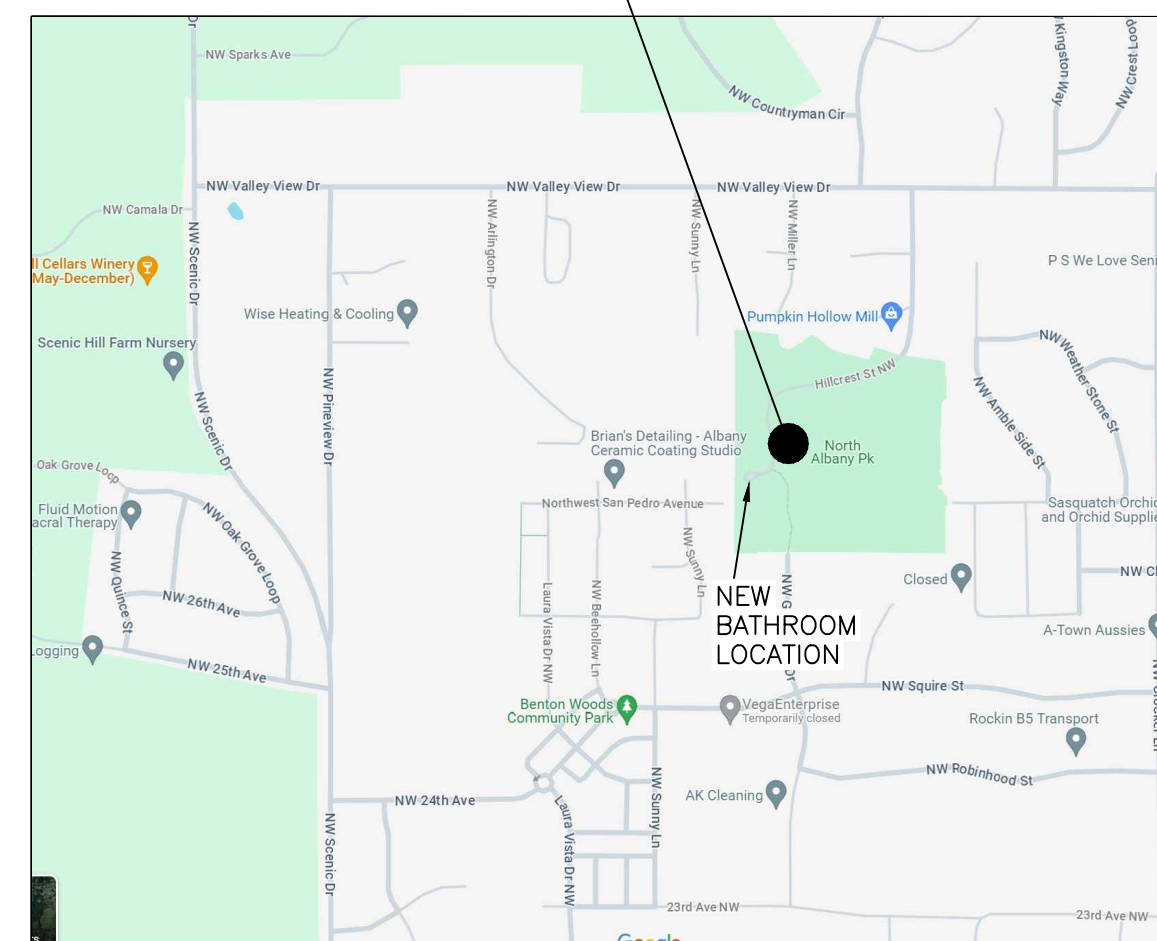 NW Sparks Ave
NW Countryman Cir
Kingston Way
NW Crest Loop
NW Valley View Dr
NW Valley View Dr
NW Valley View Dr
NW Camala Dr
NW Scenic Dr
NW Arlington Dr
NW Sunny Ln
NW Miller Ln
ll Cellars Winery
May-December)
P S We Love Seni
Wise Heating & Cooling
Pumpkin Hollow Mill
Scenic Hill Farm Nursery
NW Weather Stone St
Hillcrest St NW
NW Pineview Dr
NW Scenic Dr
NW Amble Side St
Brian's Detailing - Albany
Ceramic Coating Studio
North
Albany Pk
Oak Grove Loop
Northwest San Pedro Avenue
Sasquatch Orchid
and Orchid Supplie
Fluid Motion
acral Therapy
NW Oak Grove Loop
NW Quince St
NW Sunny Ln
Closed
NW Cl
NEW
BATHROOM
LOCATION
NW G
Dr
NW 26th Ave
Laura Vista Dr NW
NW Beehollow Ln
A-Town Aussies
Logging
NW 25th Ave
NW Squire St
Benton Woods
Community Park
VegaEnterprise
Temporarily closed
Rockin B5 Transport
NW Robinhood St
NW 24th Ave
NW Sunny Ln
AK Cleaning
Laura Vista Dr NW
NW Scenic Dr
23rd Ave NW
23rd Ave NW